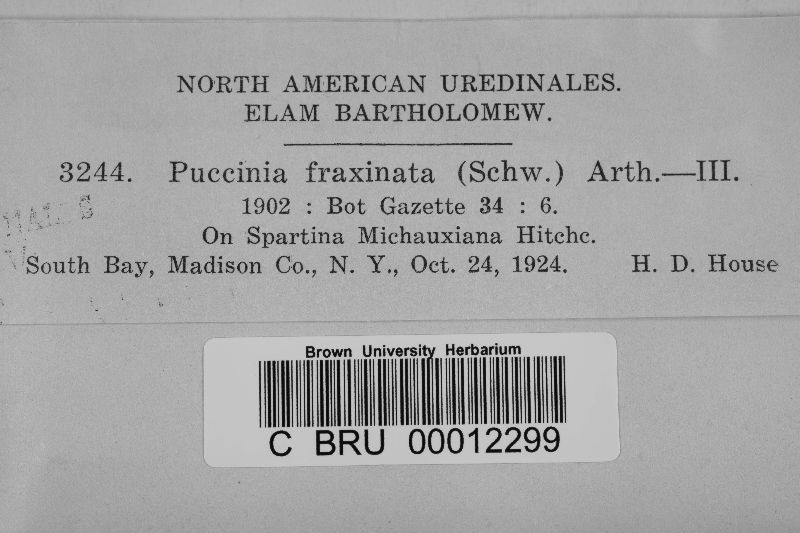 NORTH AMERICAN UREDINALES.
ELAM BARTHOLOMEW.
3244. Puccinia fraxinata (Schw.) Arth.—III.
1902 : Bot Gazette 34 : 6.
On Spartina Michauxiana Hitchc.
South Bay, Madison Co., N. Y., Oct. 24, 1924. H. D. House
Brown University Herbarium
C BRU 00012299